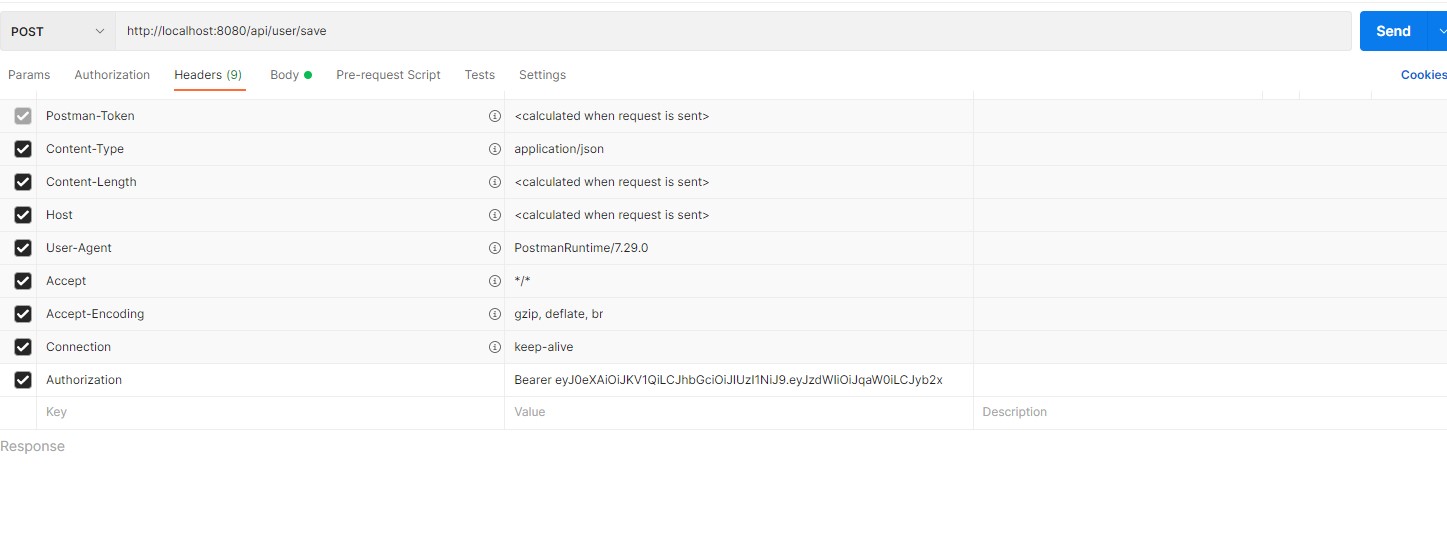 POST http://localhost:8080/api/user/save Send
Params Authorization Headers (9) Body Pre-request Script Tests Settings Cookies
Postman-Token <calculated when request is sent>
Content-Type application/json
Content-Length <calculated when request is sent>
Host <calculated when request is sent>
User-Agent PostmanRuntime/7.29.0
Accept */*
Accept-Encoding gzip, deflate, br
Connection keep-alive
Authorization Bearer eyJ0eXAiOiJKV1QiLCJhbGciOiJIUzI1NiJ9.eyJzdWIiOiJqaW0iLCJyb2x
Key Value Description
Response